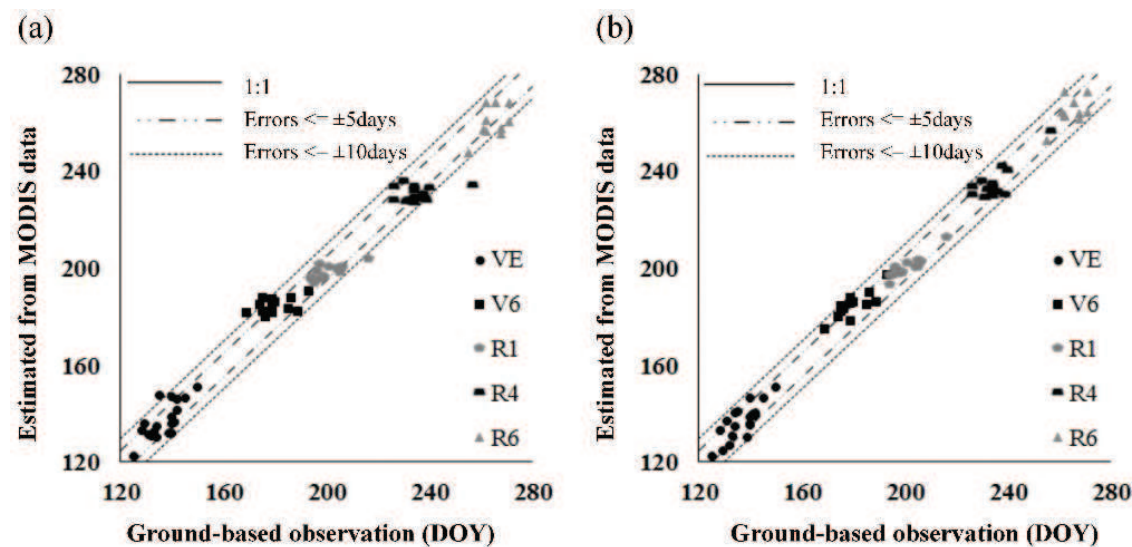 (a)
280
1:1
Errors <= ±5days
Errors <– ±10days
240
200
160
120
VE
V6
R1
R4
R6
120 160 200 240 280
Ground-based observation (DOY)
Estimated from MODIS data
(b)
280
1:1
Errors <= ±5days
Errors <– ±10days
240
200
160
120
VE
V6
R1
R4
R6
120 160 200 240 280
Ground-based observation (DOY)
Estimated from MODIS data